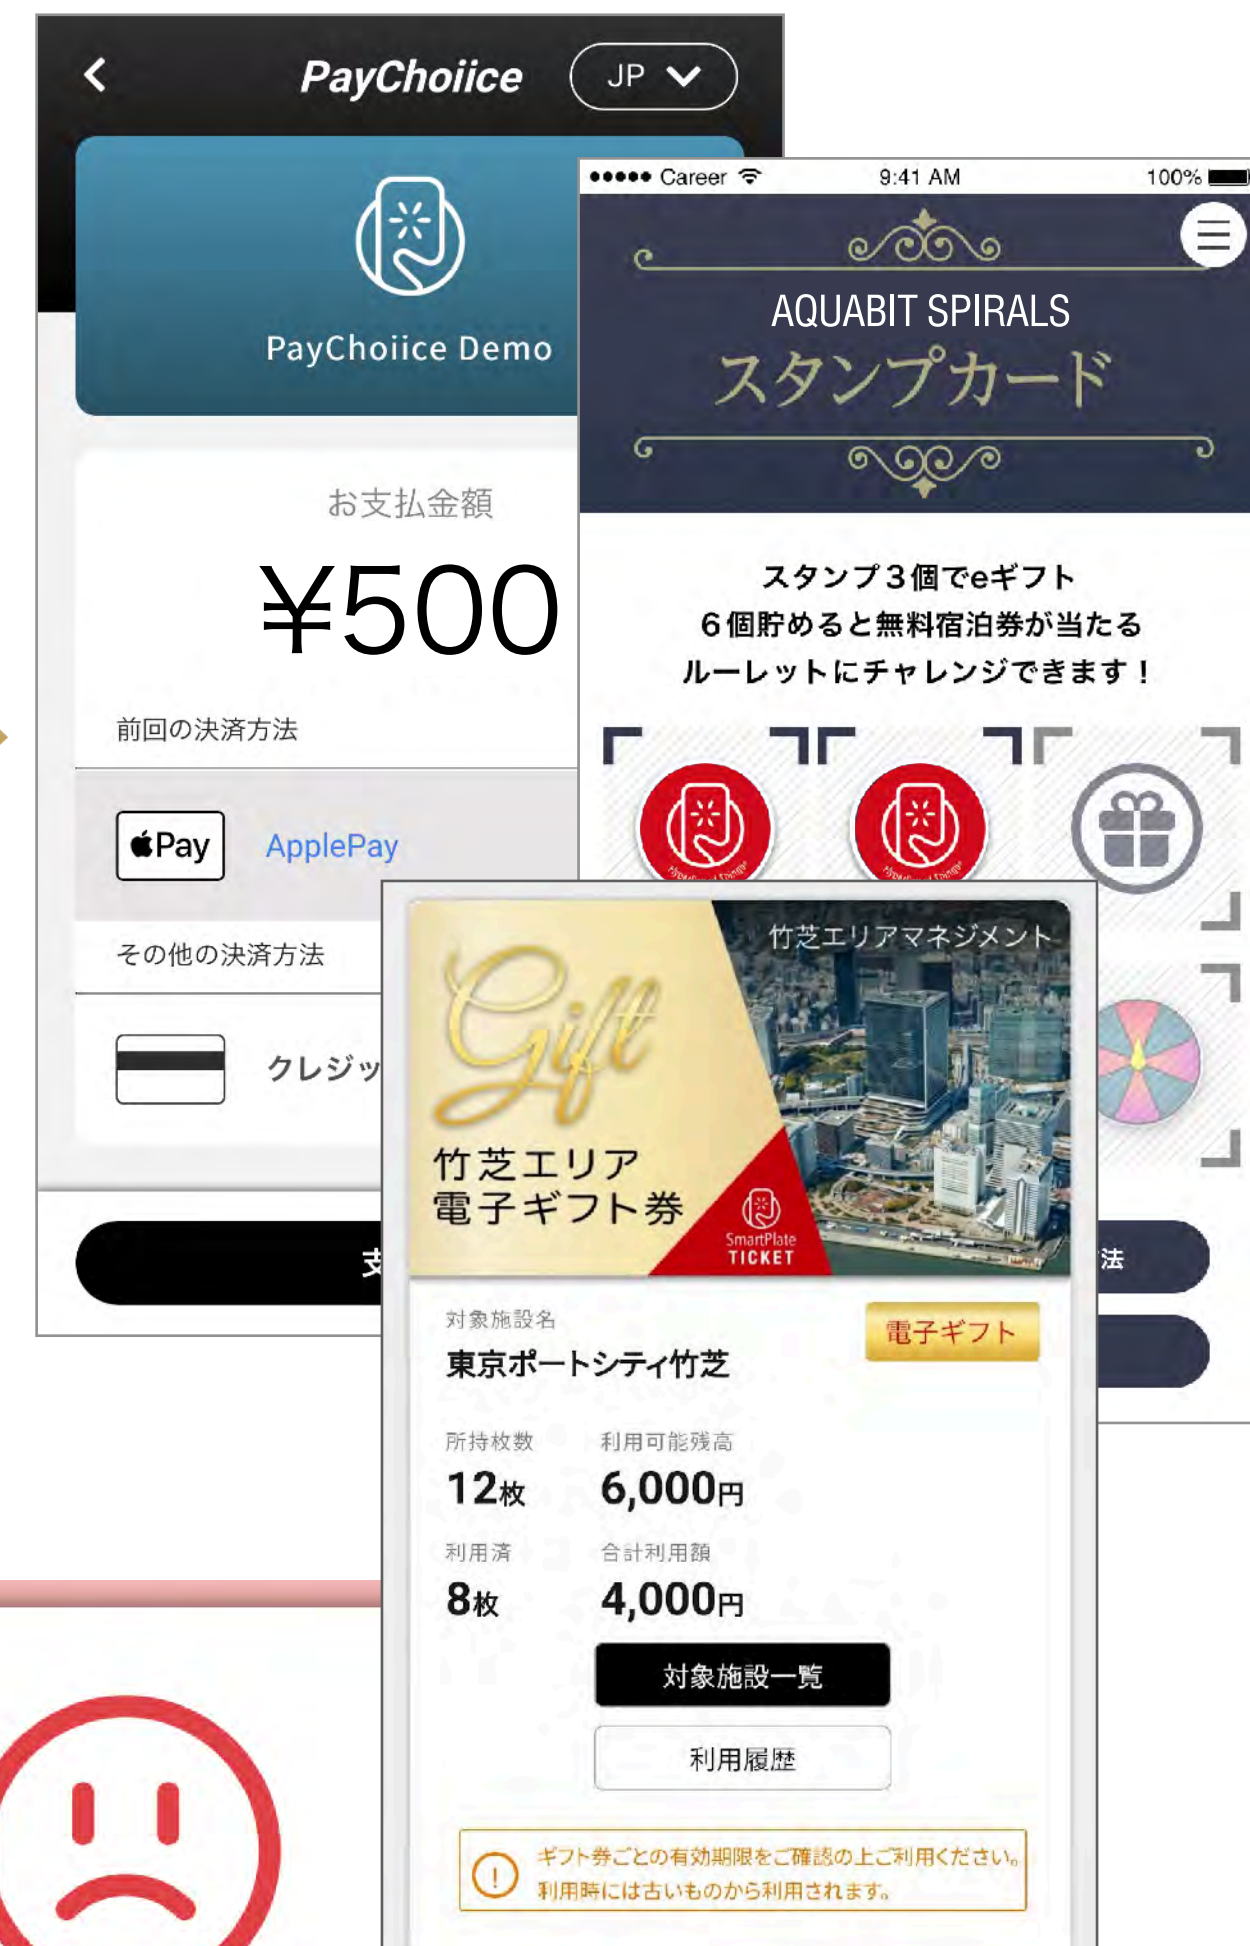 PayChoiice
JP
PayChoiice Demo
お支払金額
¥500
前回の決済方法
Pay
ApplePay
その他の決済方法
クレジッ
支
Career
9:41 AM
100%
AQUABIT SPIRALS
スタンプカード
スタンプ3個でeギフト
6個貯めると無料宿泊券が当たる
ルーレットにチャレンジできます!
法
Gift
竹芝エリアマネジメント
竹芝エリア
電子ギフト券
SmartPlate
TICKET
対象施設名
電子ギフト
東京ポートシティ竹芝
所持枚数
利用可能残高
12枚
6,000円
利用済
合計利用額
8枚
4,000円
対象施設一覧
利用履歴
ギフト券ごとの有効期限をご確認の上ご利用ください。
利用時には古いものから利用されます。